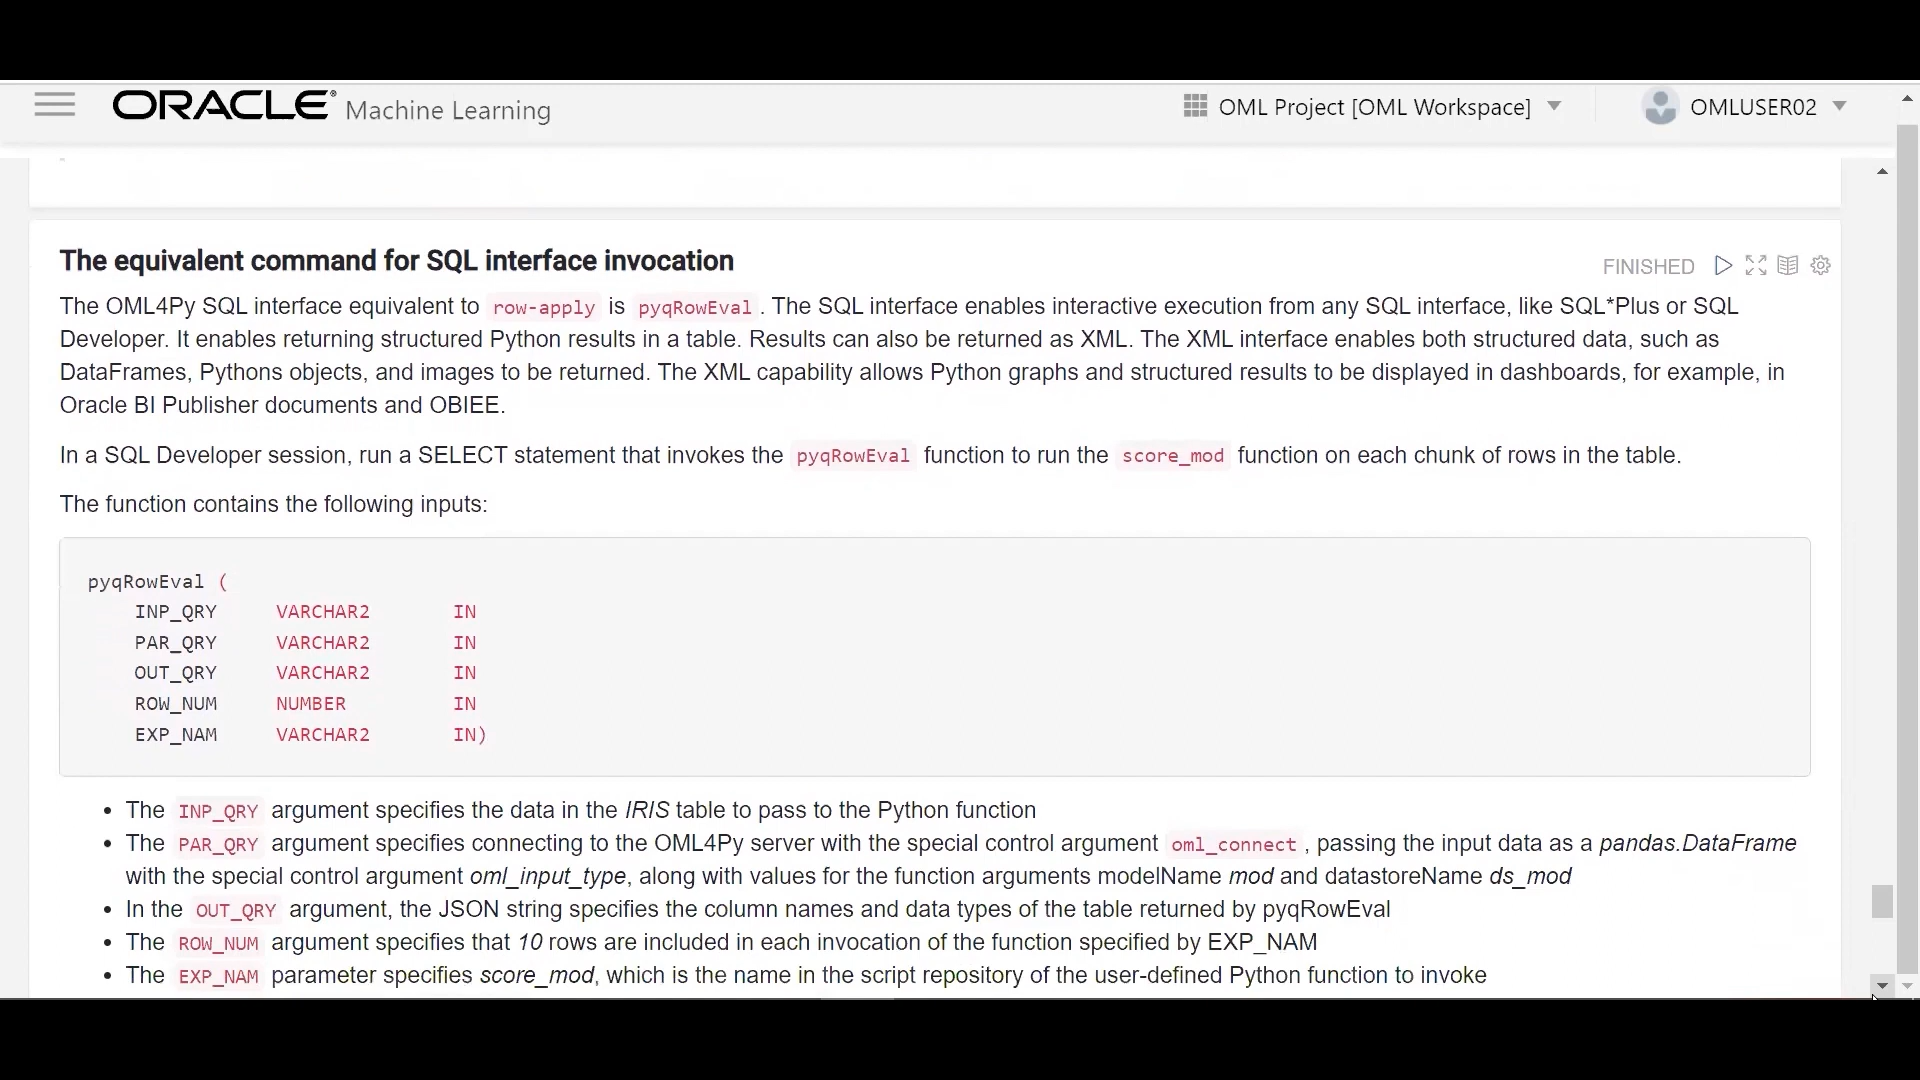 ORACLE® Machine Learning
OML Project [OML Workspace]
OMLUSER02
The equivalent command for SQL interface invocation
FINISHED
The OML4Py SQL interface equivalent to row-apply is pyqRowEval . The SQL interface enables interactive execution from any SQL interface, like SQL*Plus or SQL
Developer. It enables returning structured Python results in a table. Results can also be returned as XML. The XML interface enables both structured data, such as
DataFrames, Pythons objects, and images to be returned. The XML capability allows Python graphs and structured results to be displayed in dashboards, for example, in
Oracle BI Publisher documents and OBIEE.
In a SQL Developer session, run a SELECT statement that invokes the pyqRowEval function to run the score_mod function on each chunk of rows in the table.
The function contains the following inputs:
pyqRowEval (
INP_QRY VARCHAR2 IN
PAR_QRY VARCHAR2 IN
OUT_QRY VARCHAR2 IN
ROW_NUM NUMBER IN
EXP_NAM VARCHAR2 IN)
• The INP_QRY argument specifies the data in the IRIS table to pass to the Python function
• The PAR_QRY argument specifies connecting to the OML4Py server with the special control argument oml_connect , passing the input data as a pandas.DataFrame
with the special control argument oml_input_type, along with values for the function arguments modelName mod and datastoreName ds_mod
• In the OUT_QRY argument, the JSON string specifies the column names and data types of the table returned by pyqRowEval
• The ROW_NUM argument specifies that 10 rows are included in each invocation of the function specified by EXP_NAM
• The EXP_NAM parameter specifies score_mod, which is the name in the script repository of the user-defined Python function to invoke